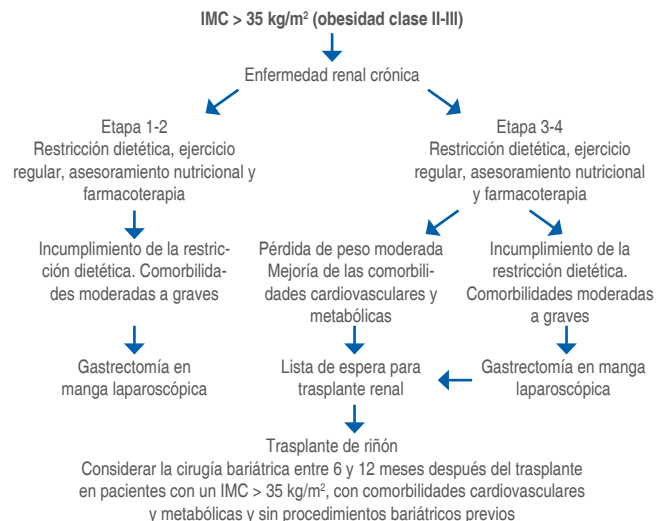 IMC > 35 kg/m² (obesidad clase II-III)
Enfermedad renal crónica
Etapa 1-2
Restricción dietética, ejercicio
regular, asesoramiento nutricional y
farmacoterapia
Etapa 3-4
Restricción dietética, ejercicio
regular, asesoramiento nutricional
y farmacoterapia
Incumplimiento de la restric-
ción dietética. Comorbilida-
des moderadas a graves
Pérdida de peso moderada
Mejoría de las comorbili-
dades cardiovasculares y
metabólicas
Incumplimiento de la
restricción dietética.
Comorbilidades moderadas
a graves
Gastrectomía en
manga laparoscópica
Lista de espera para
trasplante renal
Gastrectomía en manga
laparoscópica
Trasplante de riñón
Considerar la cirugía bariátrica entre 6 y 12 meses después del trasplante
en pacientes con un IMC > 35 kg/m², con comorbilidades cardiovasculares
y metabólicas y sin procedimientos bariátricos previos